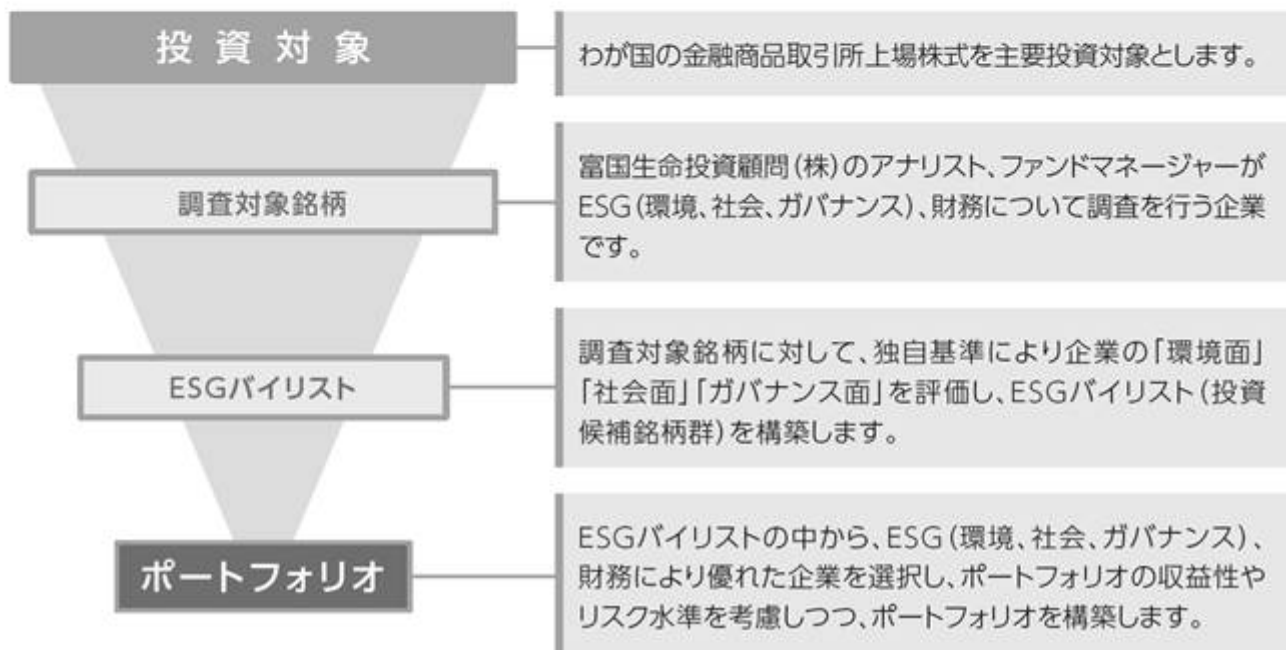 投資対象
わが国の金融商品取引所上場株式を主要投資対象とします。
調査対象銘柄
富国生命投資顧問(株)のアナリスト、ファンドマネージャーが
ESG(環境、社会、ガバナンス)、財務について調査を行う企業
です。
ESGバイリスト
調査対象銘柄に対して、独自基準により企業の「環境面」
「社会面」「ガバナンス面」を評価し、ESGバイリスト(投資
候補銘柄群)を構築します。
ポートフォリオ
ESGバイリストの中から、ESG(環境、社会、ガバナンス)、
財務により優れた企業を選択し、ポートフォリオの収益性や
リスク水準を考慮しつつ、ポートフォリオを構築します。